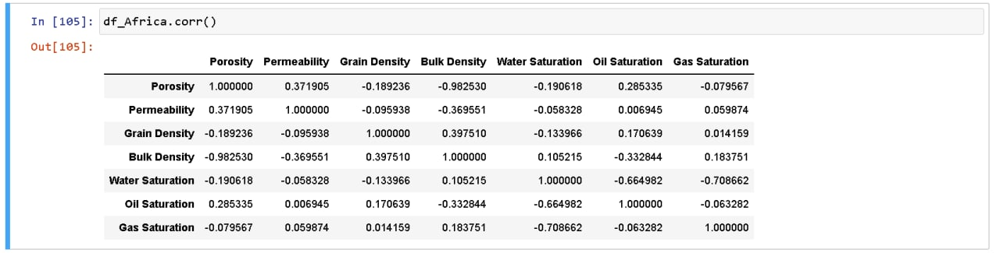 In [105]: df_Africa.corr()
Out[105]:
Porosity Permeability Grain Density Bulk Density Water Saturation Oil Saturation Gas Saturation
Porosity 1.000000 0.371905 -0.189236 -0.982530 -0.190618 0.285335 -0.079567
Permeability 0.371905 1.000000 -0.095938 -0.369551 -0.058328 0.006945 0.059874
Grain Density -0.189236 -0.095938 1.000000 0.397510 -0.133966 0.170639 0.014159
Bulk Density -0.982530 -0.369551 0.397510 1.000000 0.105215 -0.332844 0.183751
Water Saturation -0.190618 -0.058328 -0.133966 0.105215 1.000000 -0.664982 -0.708662
Oil Saturation 0.285335 0.006945 0.170639 -0.332844 -0.664982 1.000000 -0.063282
Gas Saturation -0.079567 0.059874 0.014159 0.183751 -0.708662 -0.063282 1.000000